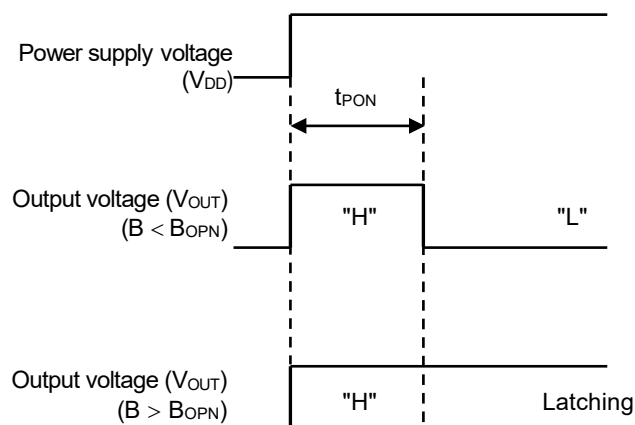 Power supply voltage
(VDD)
tPON
Output voltage (VOUT)
(B < BOPN)
"H"
"L"
Output voltage (VOUT)
(B > BOPN)
"H"
Latching